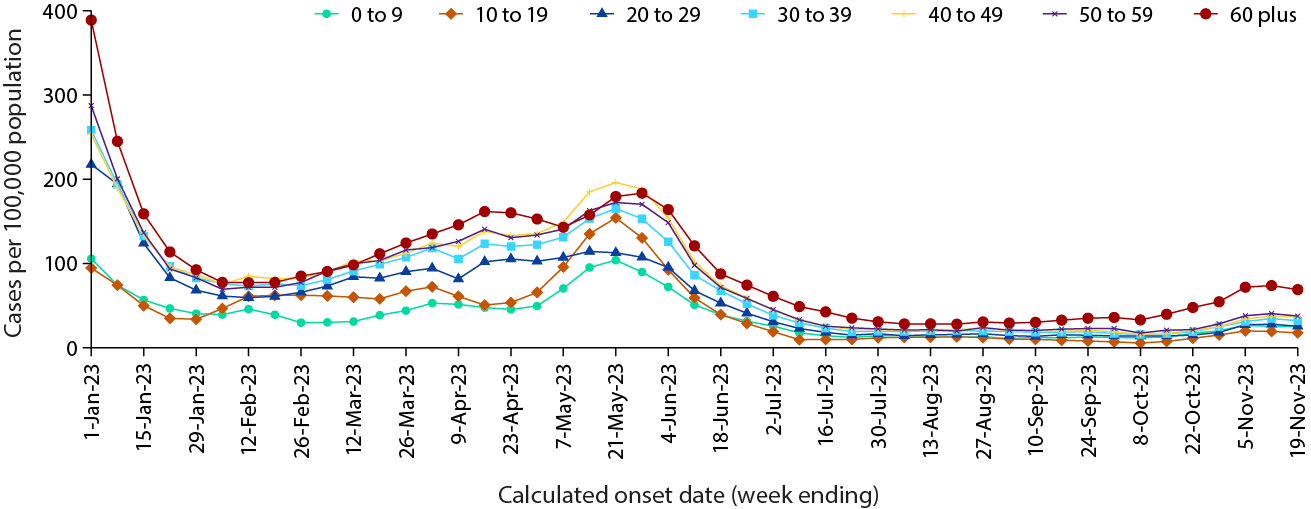 0 to 9 10 to 19 20 to 29 30 to 39 40 to 49 50 to 59 60 plus
Cases per 100,000 population
400
300
200
100
0
1-Jan-23
15-Jan-23
29-Jan-23
12-Feb-23
26-Feb-23
12-Mar-23
26-Mar-23
9-Apr-23
23-Apr-23
7-May-23
21-May-23
4-Jun-23
18-Jun-23
2-Jul-23
16-Jul-23
30-Jul-23
13-Aug-23
27-Aug-23
10-Sep-23
24-Sep-23
8-Oct-23
22-Oct-23
5-Nov-23
19-Nov-23
Calculated onset date (week ending)